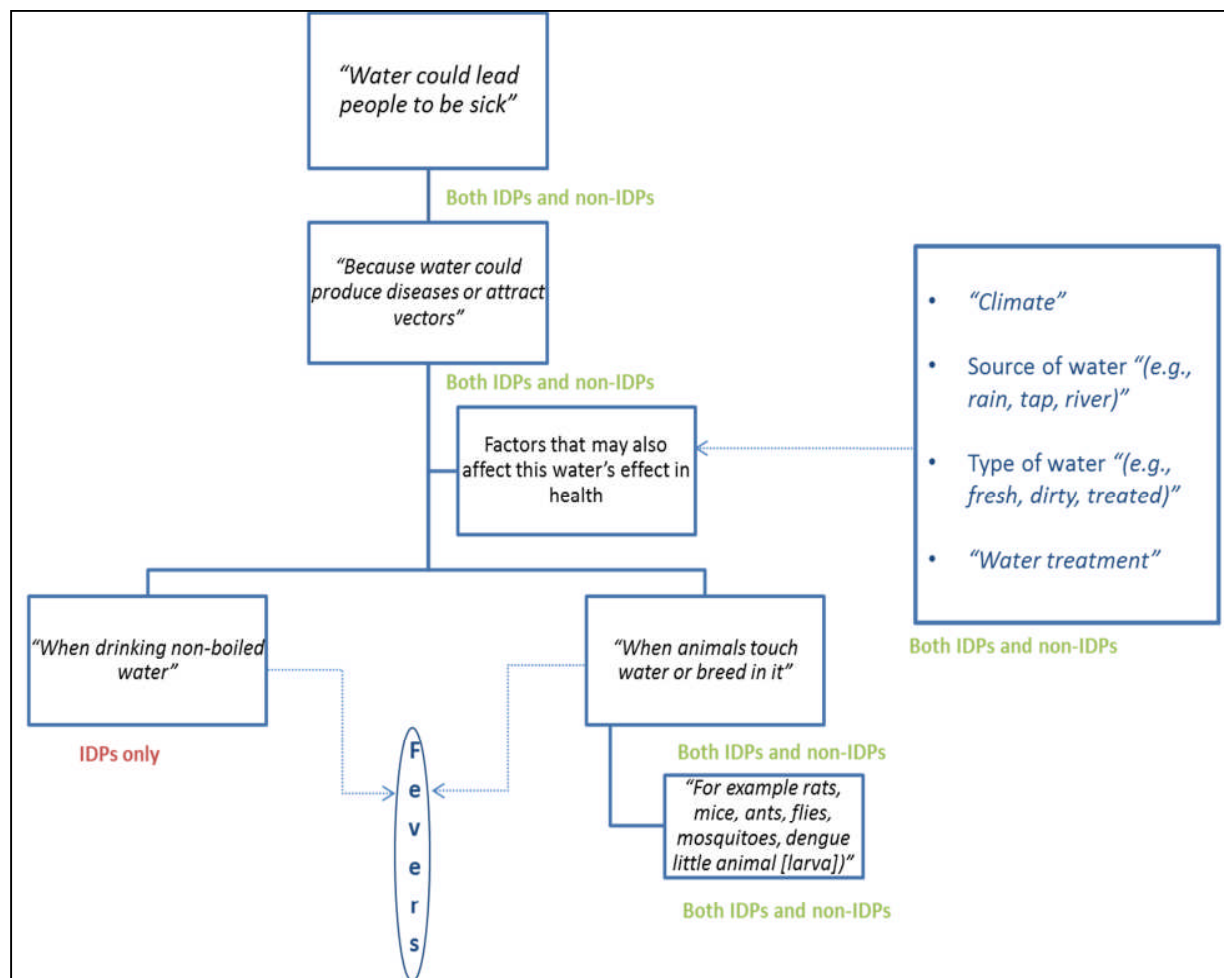 “Water could lead
people to be sick”
Both IDPs and non-IDPs
“Because water could
produce diseases or attract
vectors”
Both IDPs and non-IDPs
Factors that may also
affect this water’s effect in
health
• “Climate”
• Source of water “(e.g.,
rain, tap, river)”
• Type of water “(e.g.,
fresh, dirty, treated)”
• “Water treatment”
Both IDPs and non-IDPs
“When drinking non-boiled
water”
IDPs only
“When animals touch
water or breed in it”
Both IDPs and non-IDPs
Fevers
“For example rats,
mice, ants, flies,
mosquitoes, dengue
little animal [larva])”
Both IDPs and non-IDPs